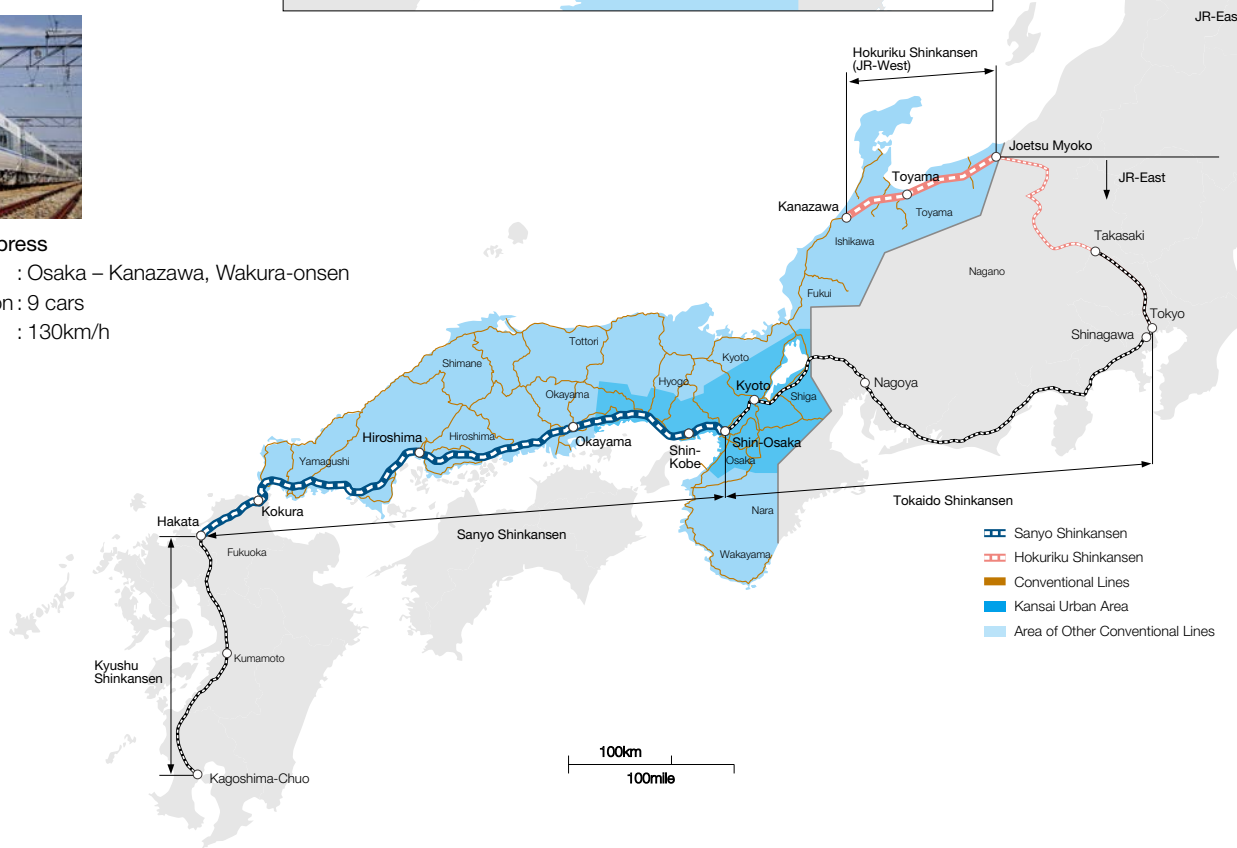 JR-Eas
Hokuriku Shinkansen
(JR-West)
Joetsu Myoko
JR-East
Toyama
Kanazawa
Toyama
Takasaki
press
Ishikawa
: Osaka – Kanazawa, Wakura-onsen
Nagano
on : 9 cars
Fukui
: 130km/h
Tokyo
Shinagawa
Tottori
Shimane
Kyoto
Hyogo
Kyoto
Nagoya
Okayama
Shiga
Hiroshima
Hiroshima
Okayama
Shin-Osaka
Shin-
Kobe
Yamagushi
Osaka
Tokaido Shinkansen
Kokura
Nara
Hakata
Sanyo Shinkansen
Fukuoka
Wakayama
Sanyo Shinkansen
Hokuriku Shinkansen
Conventional Lines
Kansai Urban Area
Area of Other Conventional Lines
Kumamoto
Kyushu
Shinkansen
100km
100mile
Kagoshima-Chuo